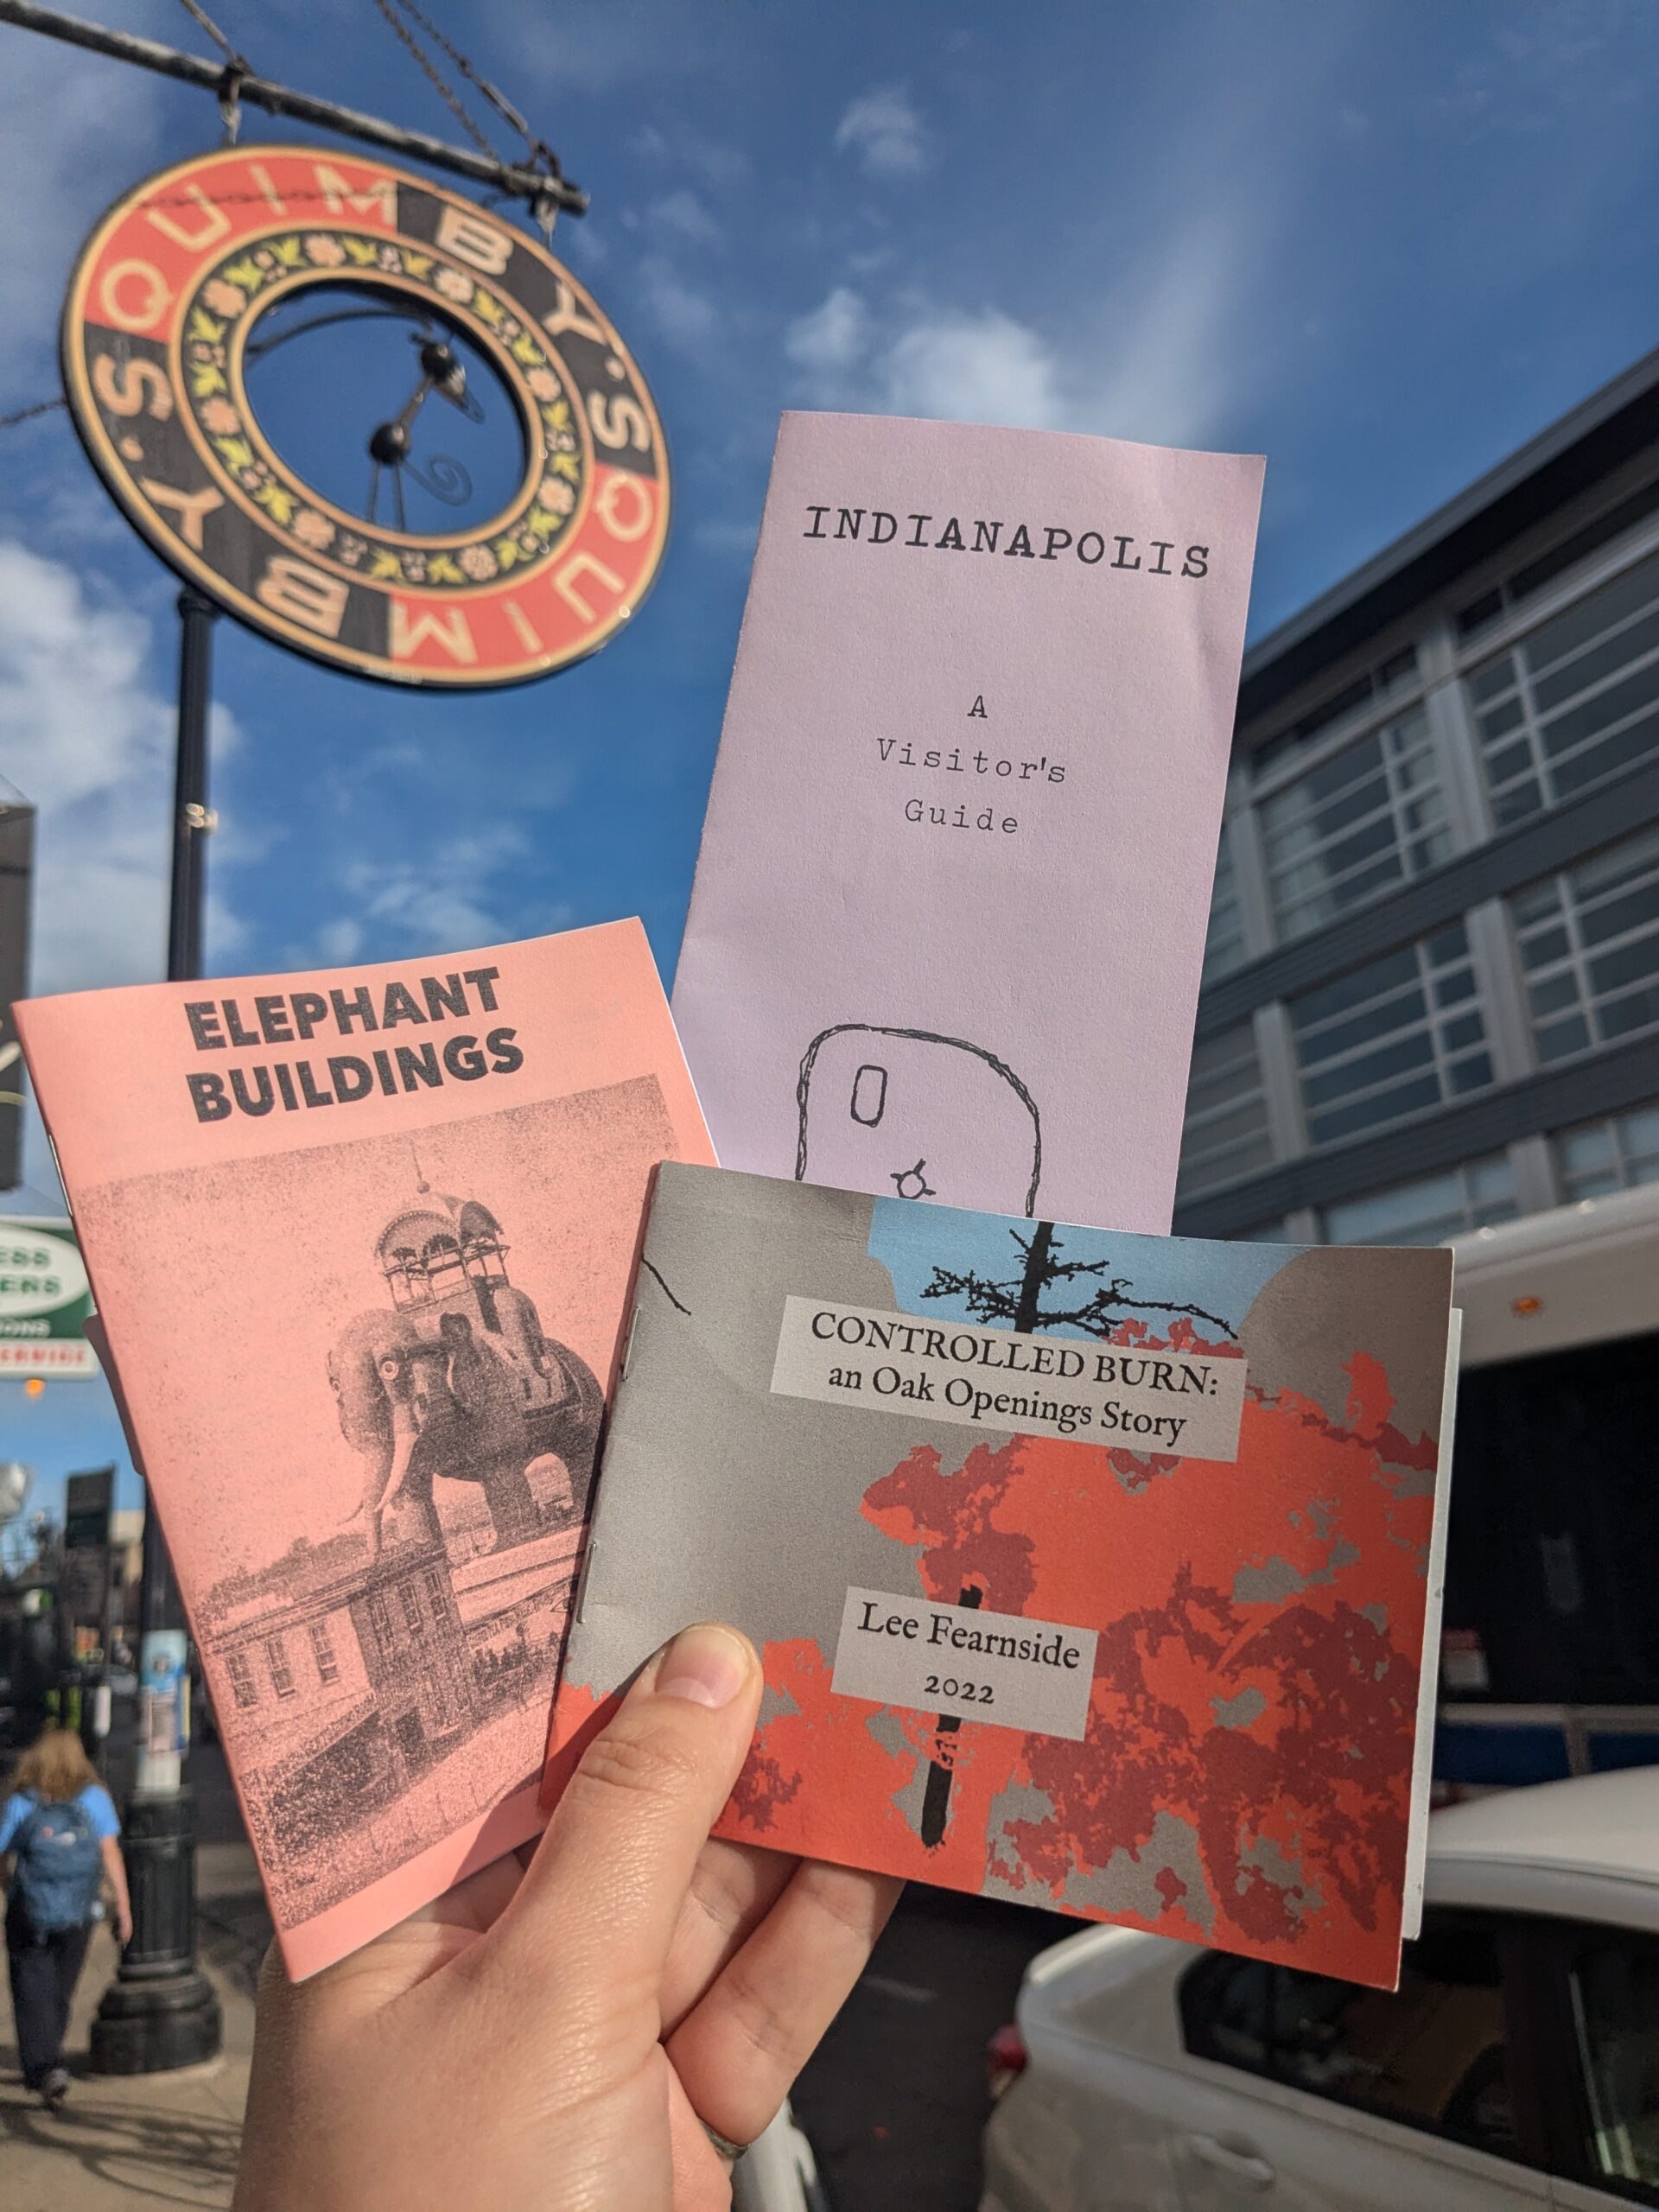 QUIMBY'S QUIMBY'S
INDIANAPOLIS
A
Visitor's
Guide
ELEPHANT
BUILDINGS
CONTROLLED BURN:
an Oak Openings Story
Lee Fearnside
2022